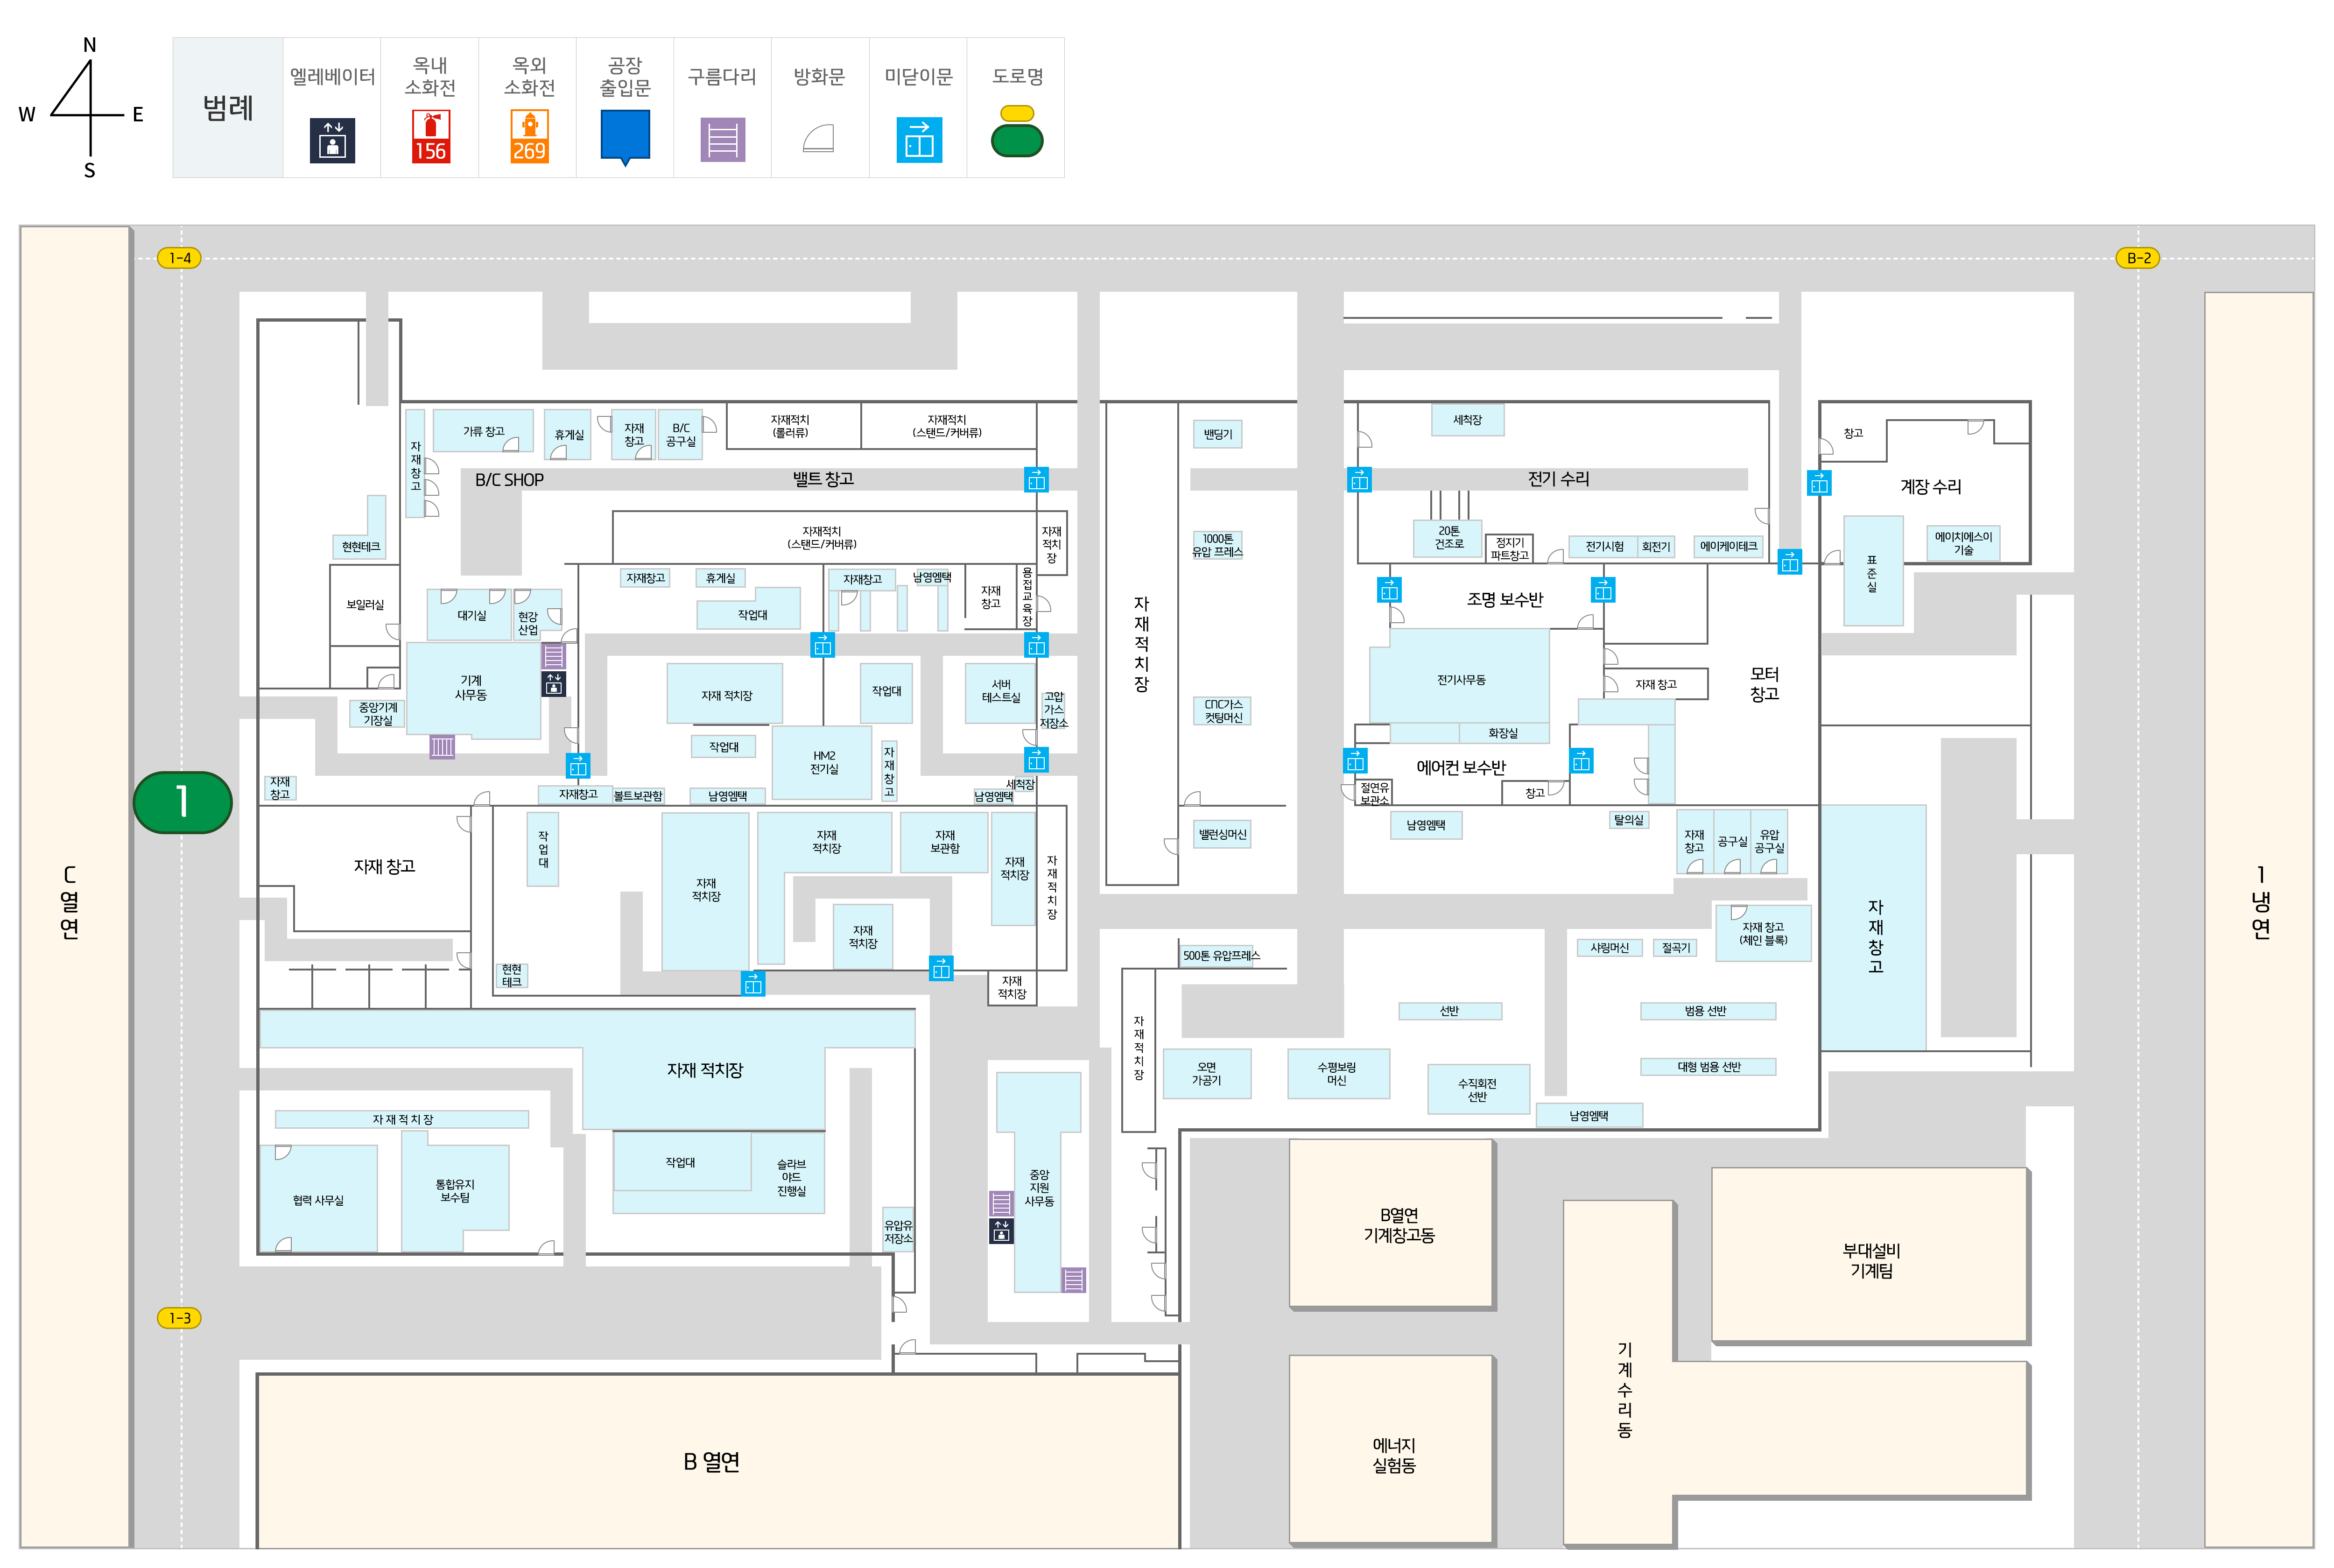 N
W
E
S
범례
엘레베이터
옥내
소화전
156
옥외
소화전
269
공장
출입문
구름다리
방화문
미닫이문
도로명
1-4
B-2
가류 창고
휴게실
자재
창고
B/C
공구실
자재적치
(롤러류)
자재적치
(스탠드/커버류)
밴딩기
세척장
창고
자
재
창
고
B/C SHOP
밸트 창고
전기 수리
계장 수리
자재적치
(스탠드/커버류)
자재
적치
장
1000톤
유압 프레스
20톤
건조로
정지기
파트창고
전기시험
회전기
에이케이테크
에이치에스이
기술
표
준
실
현현테크
보일러실
대기실
현강
산업
자재창고
휴게실
작업대
자재창고
남영엠택
자재
창고
용
접
교
육
장
자
재
적
치
장
조명 보수반
기계
사무동
중앙기계
기장실
자재 적치장
작업대
작업대
HM2
전기실
자
재
창
고
서버
테스트실
고압
가스
저장소
CNC가스
컷팅머신
전기사무동
화장실
자재 창고
모터
창고
에어컨 보수반
절연유
보관소
창고
자재
창고
자재창고
볼트보관함
남영엠택
남영엠택
세척장
1
자재 창고
작
업
대
자재
적치장
자재
적치장
자재
보관함
자재
적치장
자
재
적
치
장
밸런싱머신
남영엠택
탈의실
자재
창고
공구실
유압
공구실
C
열
연
1
냉
연
자
재
창
고
자재
적치장
자재 창고
(체인 블록)
샤링머신
절곡기
500톤 유압프레스
현현
테크
자재
적치장
자
재
적
치
장
선반
범용 선반
자재 적치장
오면
가공기
수평보링
머신
수직회전
선반
대형 범용 선반
남영엠택
자 재 적 치 장
협력 사무실
통합유지
보수팀
작업대
슬라브
야드
진행실
유압유
저장소
중앙
지원
사무동
B열연
기계창고동
부대설비
기계팀
1-3
기
계
수
리
동
B 열연
에너지
실험동